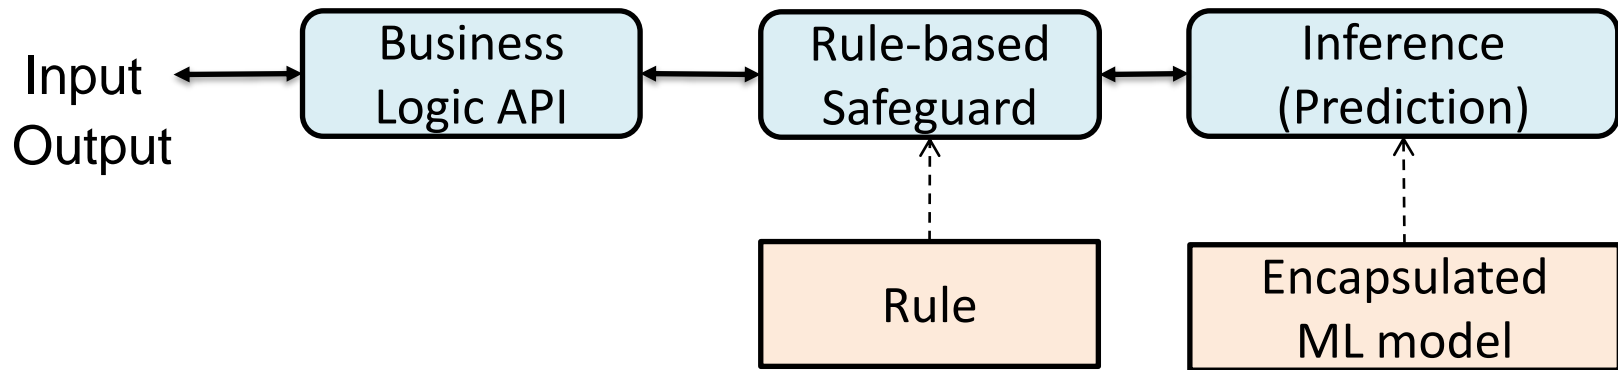 Input
Output
Business
Logic API
Rule-based
Safeguard
Inference
(Prediction)
Rule
Encapsulated
ML model